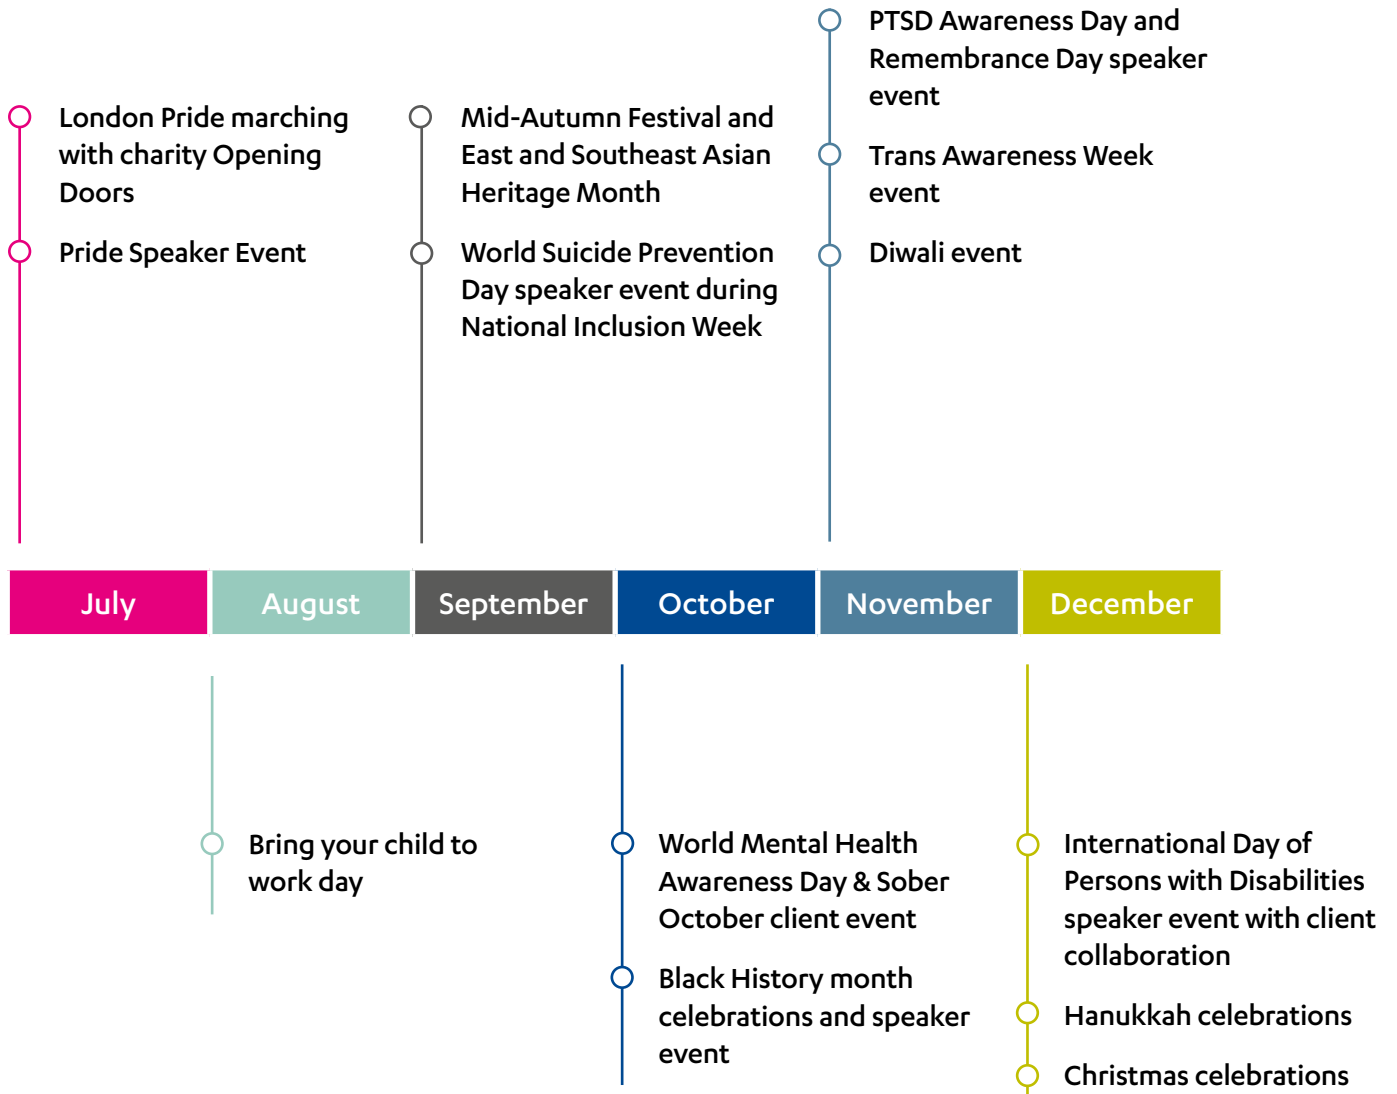 PTSD Awareness Day and
Remembrance Day speaker
event
London Pride marching
with charity Opening
Doors
Mid-Autumn Festival and
East and Southeast Asian
Heritage Month
Trans Awareness Week
event
Pride Speaker Event
World Suicide Prevention
Day speaker event during
National Inclusion Week
Diwali event
July
August
September
October
November
December
Bring your child to
work day
World Mental Health
Awareness Day & Sober
October client event
Black History month
celebrations and speaker
event
International Day of
Persons with Disabilities
speaker event with client
collaboration
Hanukkah celebrations
Christmas celebrations